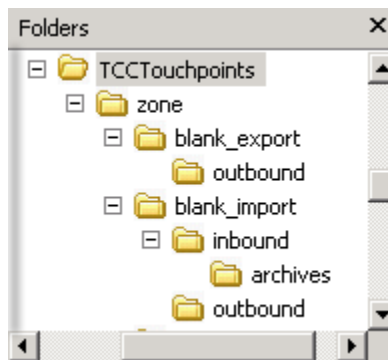 Folders
TCCTouchpoints
zone
blank_export
outbound
blank_import
inbound
archives
outbound